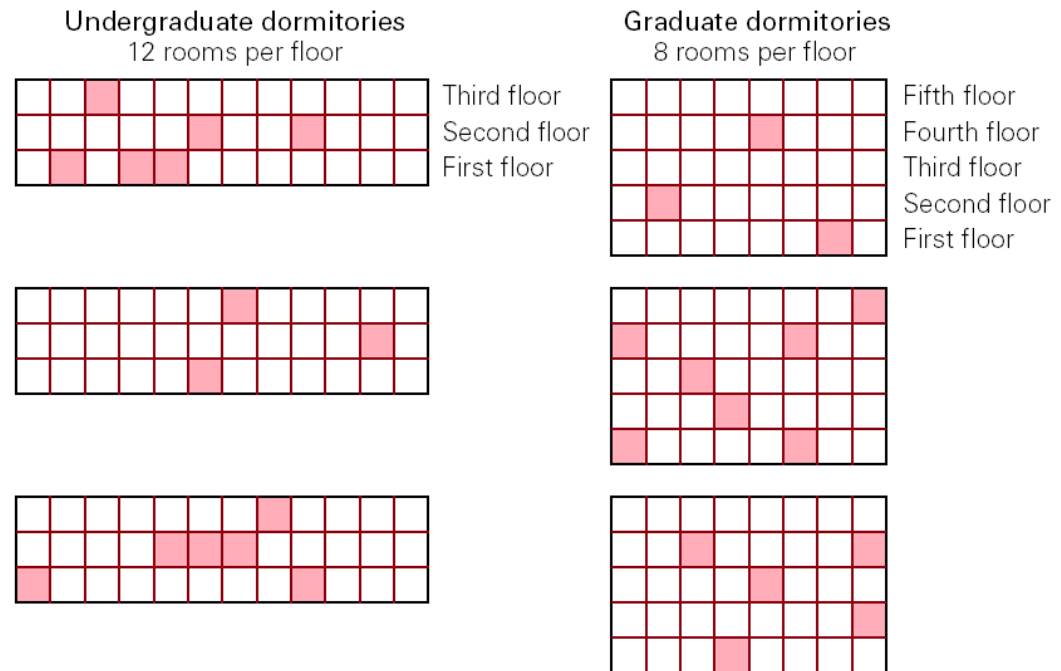 Undergraduate dormitories
12 rooms per floor
Third floor
Second floor
First floor
Graduate dormitories
8 rooms per floor
Fifth floor
Fourth floor
Third floor
Second floor
First floor